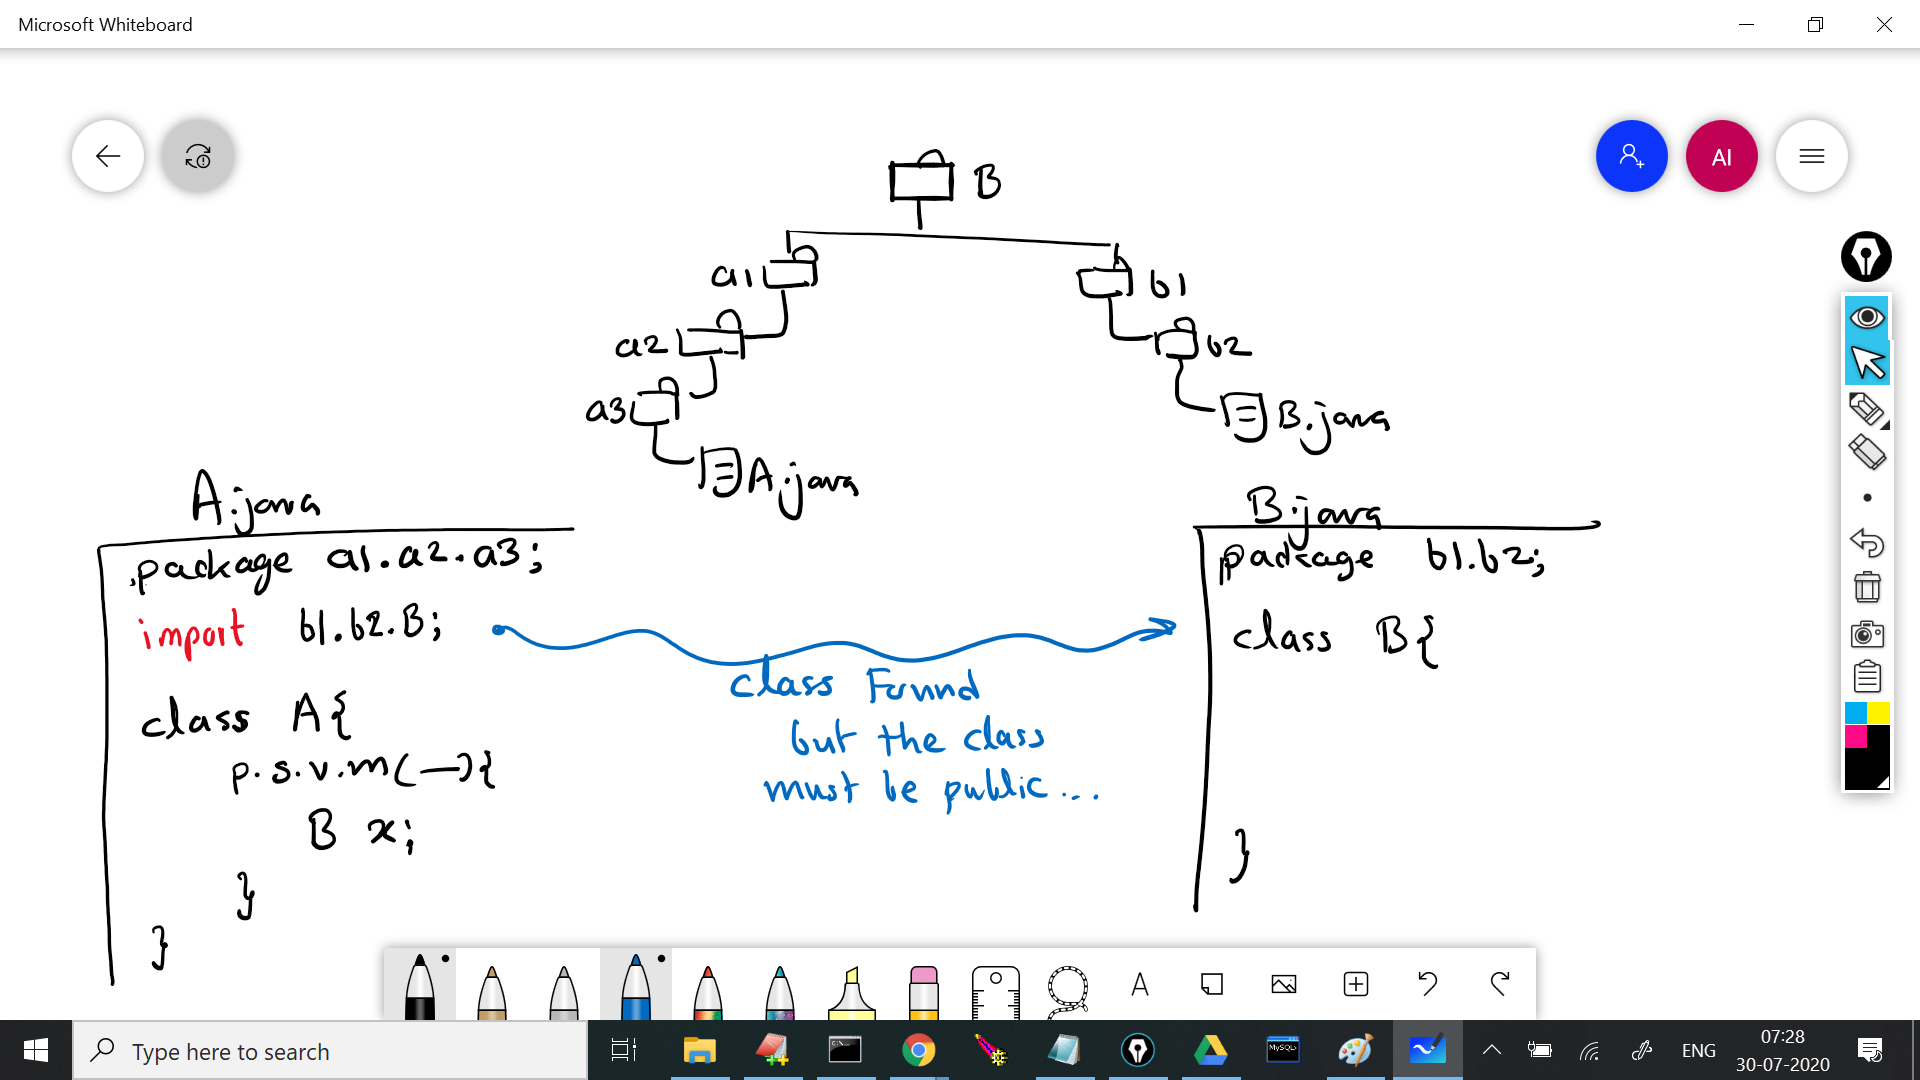 Microsoft Whiteboard
AI
B
a1
b1
a2
b2
a3
B.java
A.java
A.java
package a1.a2.a3;
import b1.b2.B;
class A{
p.s.v.m(—){
B x;
}
}
class Found
but the class
must be public...
B.java
package b1.b2;
class B{
}
A
Type here to search
C:\_
MySQL
ENG
07:28
30-07-2020